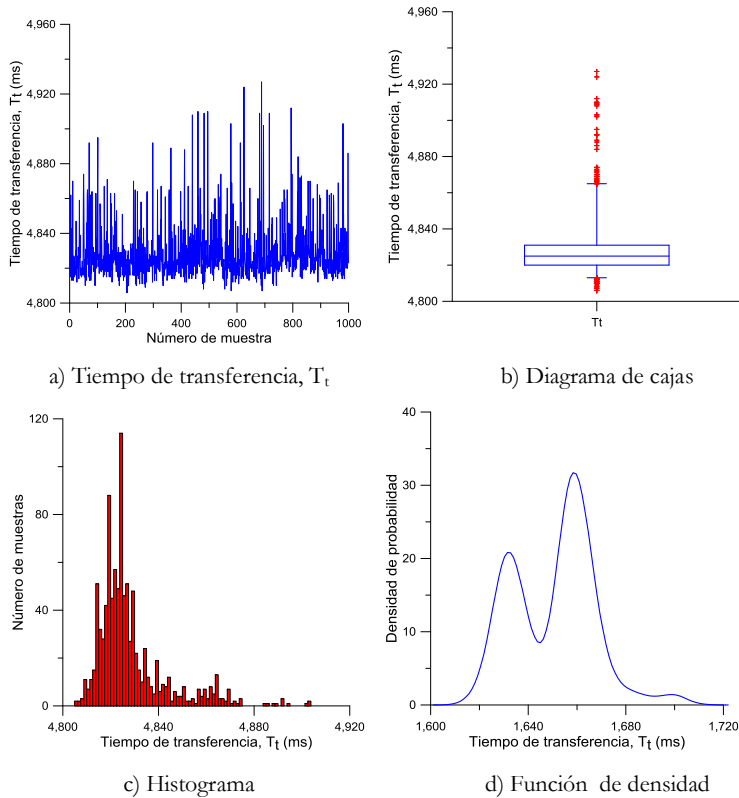 4,960
4,920
4,880
4,840
4,800
Tiempo de transferencia, Tt (ms)
0
200
400
600
800
1000
Número de muestra
a) Tiempo de transferencia, Tt
4,960
4,920
4,880
4,840
4,800
Tiempo de transferencia, Tt (ms)
Tt
b) Diagrama de cajas
120
80
40
0
Número de muestras
4,800
4,840
4,880
4,920
Tiempo de transferencia, Tt (ms)
c) Histograma
40
30
20
10
0
Densidad de probabilidad
1,600
1,640
1,680
1,720
Tiempo de transferencia, Tt (ms)
d) Función de densidad